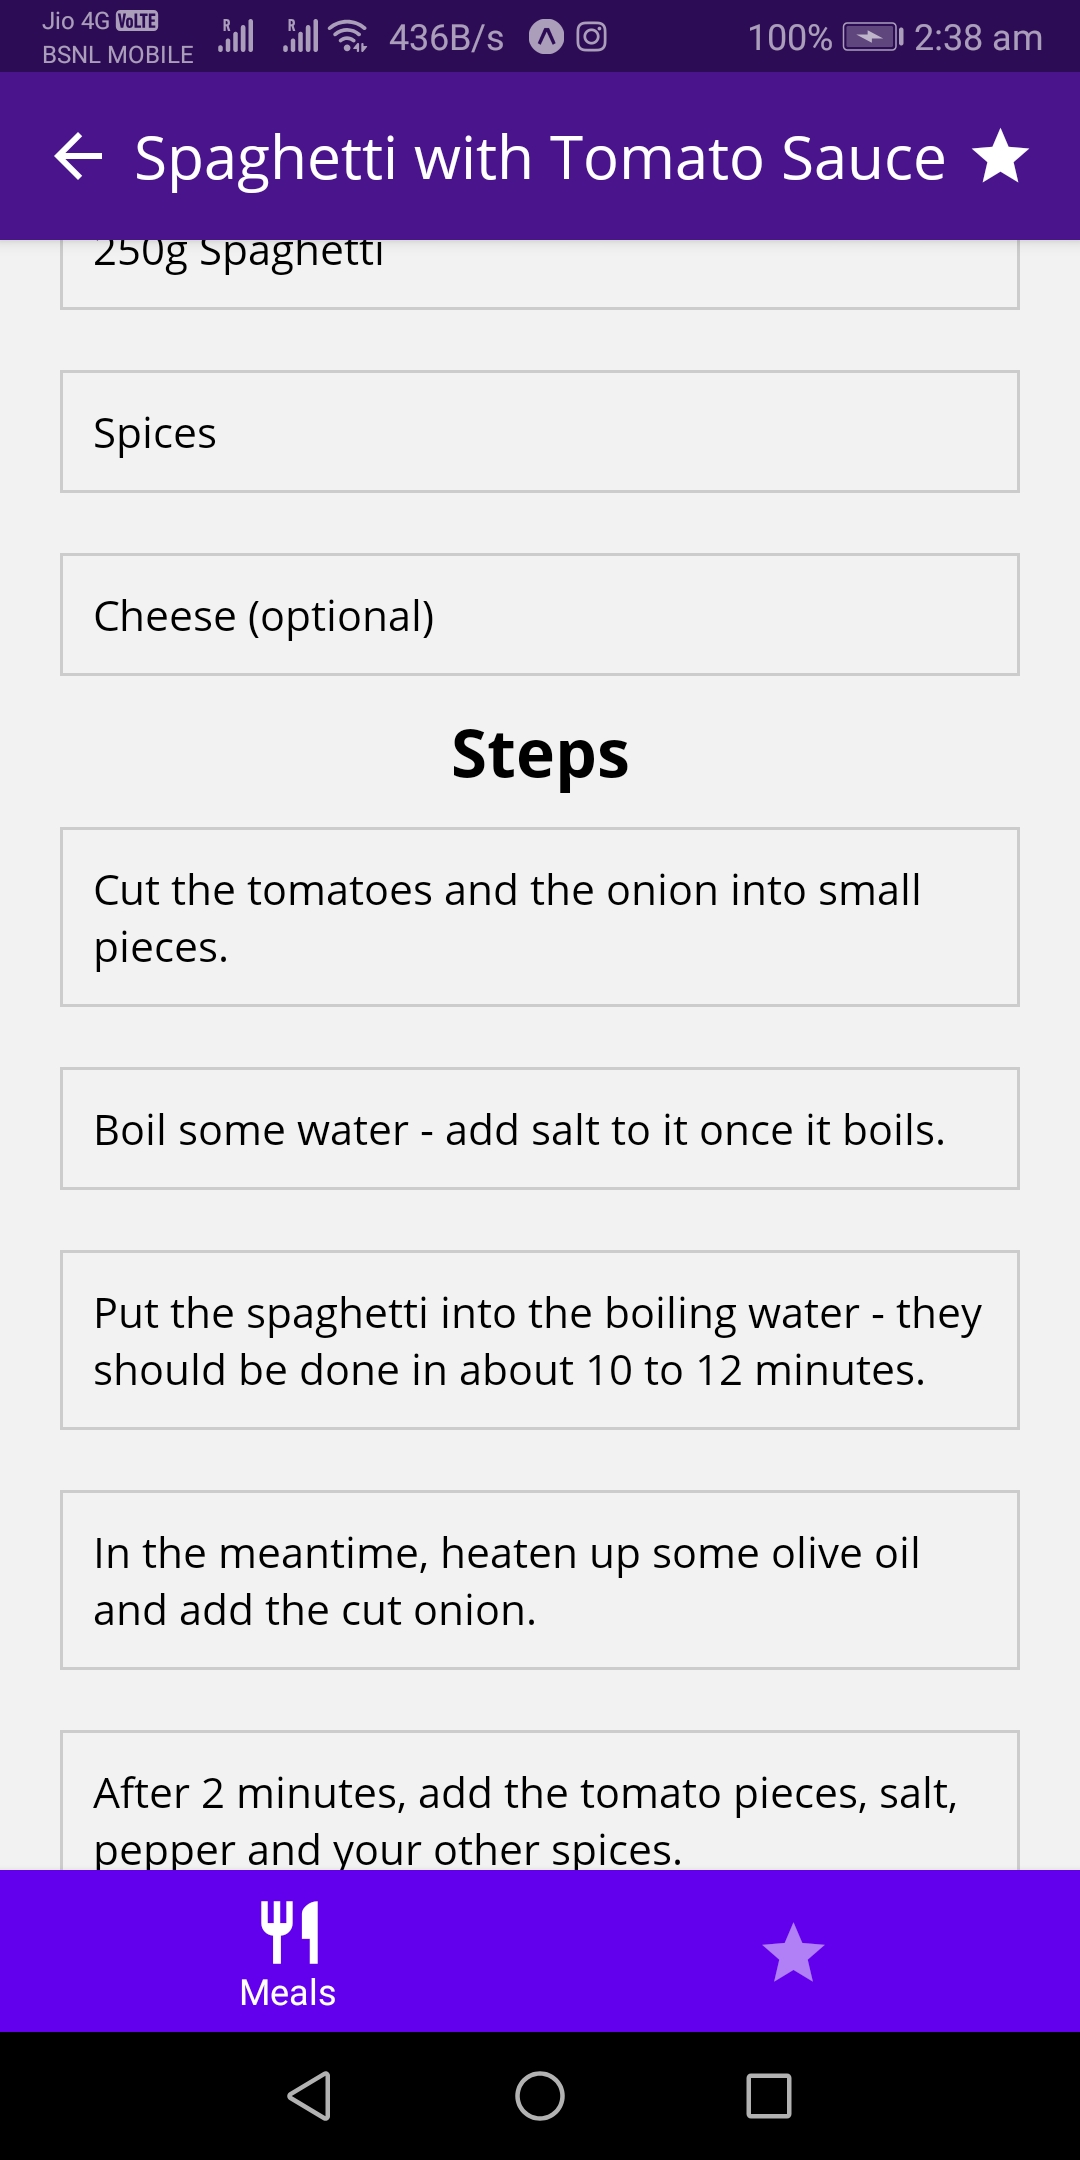 Jio 4G VoLTE
BSNL MOBILE
R
R
436B/s
100%
2:38 am
Spaghetti with Tomato Sauce
250g Spaghetti
Spices
Cheese (optional)
Steps
Cut the tomatoes and the onion into small
pieces.
Boil some water - add salt to it once it boils.
Put the spaghetti into the boiling water - they
should be done in about 10 to 12 minutes.
In the meantime, heaten up some olive oil
and add the cut onion.
After 2 minutes, add the tomato pieces, salt,
pepper and your other spices.
Meals